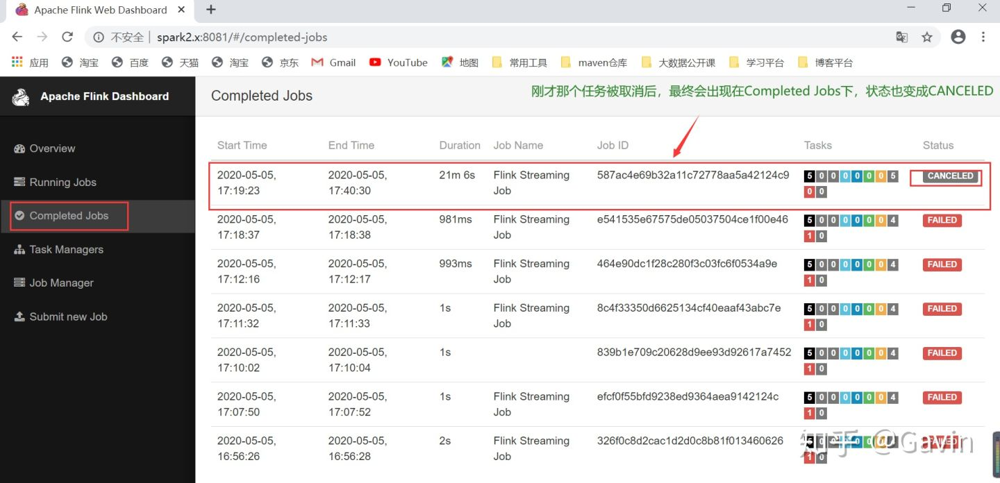 Apache Flink Web Dashboard
不安全 spark2.x:8081/#/completed-jobs
应用 淘宝 百度 天猫 淘宝 京东 Gmail YouTube 地图 常用工具 maven仓库 大数据公开课 学习平台 博客平台
Apache Flink Dashboard
Completed Jobs
刚才那个任务被取消后，最终会出现在Completed Jobs下，状态也变成CANCELED
Overview
Running Jobs
Completed Jobs
Task Managers
Job Manager
Submit new Job
Start Time End Time Duration Job Name Job ID Tasks Status
2020-05-05, 2020-05-05, 21m 6s Flink Streaming 587ac4e69b32a11c72778aa5a42124c9 5 0 0 0 0 0 0 5 CANCELED
17:19:23 17:40:30 Job 0 0
2020-05-05, 2020-05-05, 981ms Flink Streaming e541535e67575de05037504ce1f00e46 5 0 0 0 0 0 0 4 FAILED
17:18:37 17:18:38 Job 1 0
2020-05-05, 2020-05-05, 993ms Flink Streaming 464e90dc1f28c280f3c03fc6f0534a9e 5 0 0 0 0 0 0 4 FAILED
17:12:16 17:12:17 Job 1 0
2020-05-05, 2020-05-05, 1s Flink Streaming 8c4f33350d6625134cf40eaaf43abc7e 5 0 0 0 0 0 0 4 FAILED
17:11:32 17:11:33 Job 1 0
2020-05-05, 2020-05-05, 1s 839b1e709c20628d9ee93d92617a7452 5 0 0 0 0 0 0 4 FAILED
17:10:02 17:10:04 1 0
2020-05-05, 2020-05-05, 1s Flink Streaming efcf0f55bfd9238ed9364aea9142124c 5 0 0 0 0 0 0 4 FAILED
17:07:50 17:07:52 Job 1 0
2020-05-05, 2020-05-05, 2s Flink Streaming 326f0c8d2cac1d2d0c8b81f013460626 5 0 0 0 0 0 0 4 FAILED
16:56:26 16:56:28 Job 1 0
知乎 @Gavin